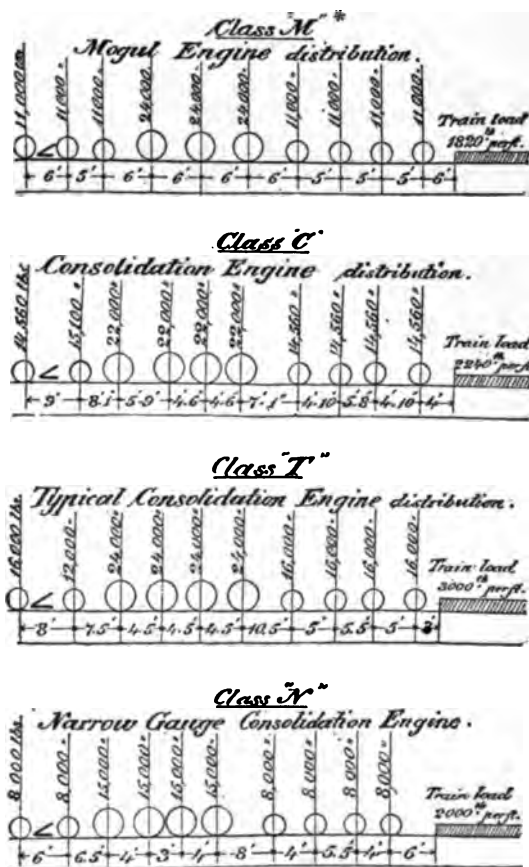 Class "M" *
Mogul Engine distribution.
11,000 lbs 11,000 " 11,000 " 24,000 " 24,000 " 24,000 " 11,000 " 11,000 " 11,000 " 11,000 "
Train load
1820 lb per ft.
6' 5' 6' 6' 6' 6' 5' 5' 5' 6'
Class "C"
Consolidation Engine distribution.
14,560 lbs 15,100 " 22,000 " 22,000 " 22,000 " 22,000 " 14,560 " 14,560 " 14,560 " 14,560 "
Train load
2240 lb per ft.
9' 8'.1 5'.9' 4'.6 4'.6 7'.1' 4'.10 5'.8 4'.10 4'
Class "T"
Typical Consolidation Engine distribution.
16,000 lbs. 12,000 " 24,000 " 24,000 " 24,000 " 24,000 " 16,000 " 16,000 " 16,000 " 16,000 "
Train load
3000 lb per ft.
8' 7.5' 4.5' 4.5' 4.5' 10.5' 5' 5.5' 5'
Class "N"
Narrow Gauge Consolidation Engine.
8,000 lbs 8,000 " 15,000 " 15,000 " 15,000 " 15,000 " 8,000 " 8,000 " 8,000 " 8,000 "
Train load
2000 lb per ft.
6' 6.5' 4' 3' 4' 8' 4' 5.5' 4' 6'